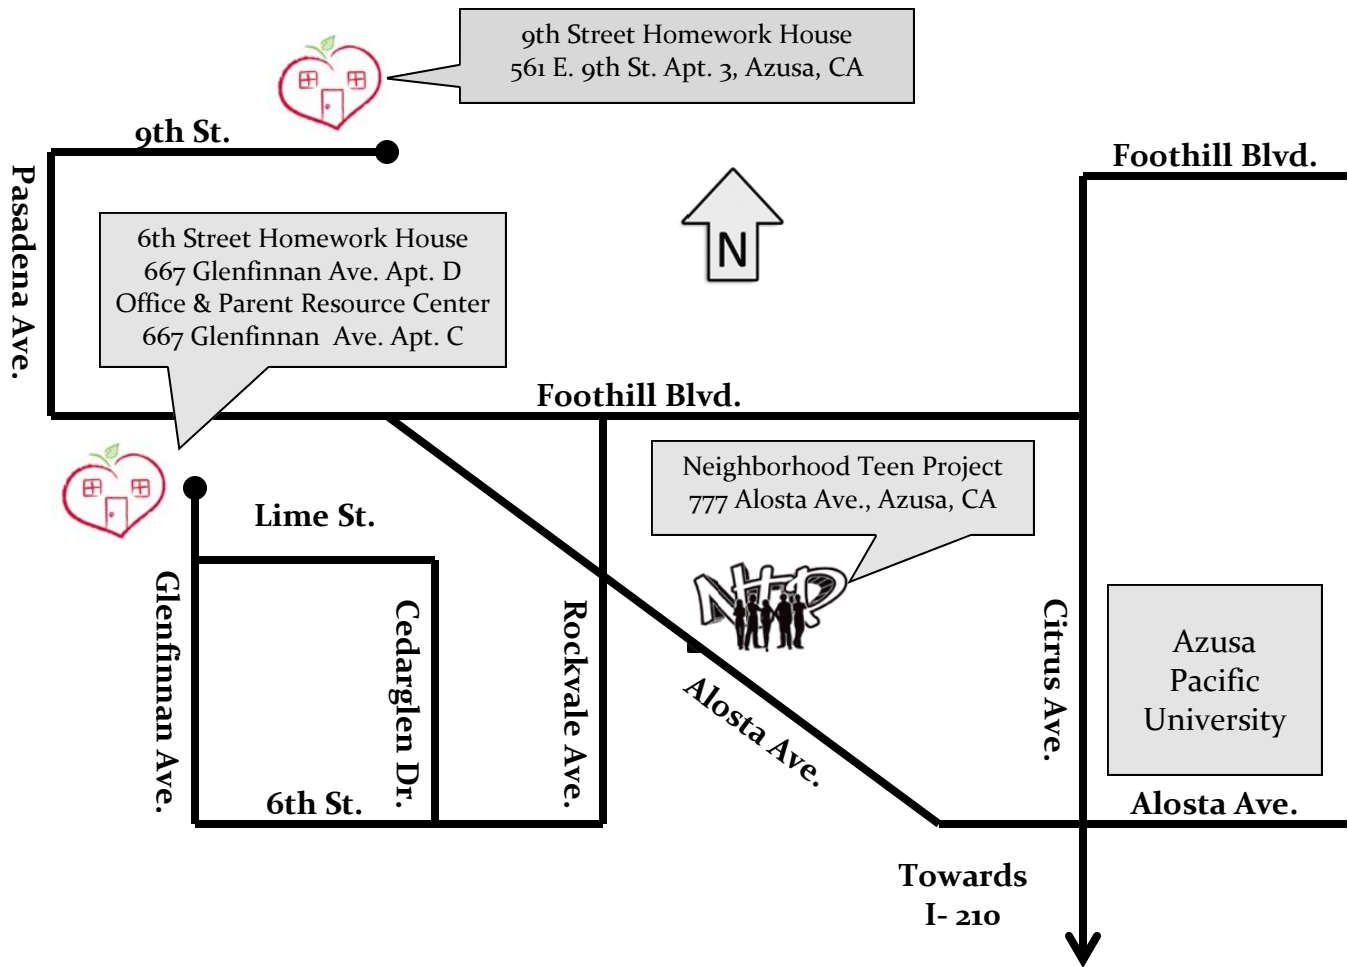 9th Street Homework House
561 E. 9th St. Apt. 3, Azusa, CA
9th St.
Foothill Blvd.
Pasadena Ave.
6th Street Homework House
667 Glenfinnan Ave. Apt. D
Office & Parent Resource Center
667 Glenfinnan Ave. Apt. C
N
Foothill Blvd.
Neighborhood Teen Project
777 Alosta Ave., Azusa, CA
Lime St.
NTP
Glenfinnan Ave.
Cedarglen Dr.
Rockvale Ave.
Alosta Ave.
Citrus Ave.
Azusa
Pacific
University
6th St.
Alosta Ave.
Towards
I- 210